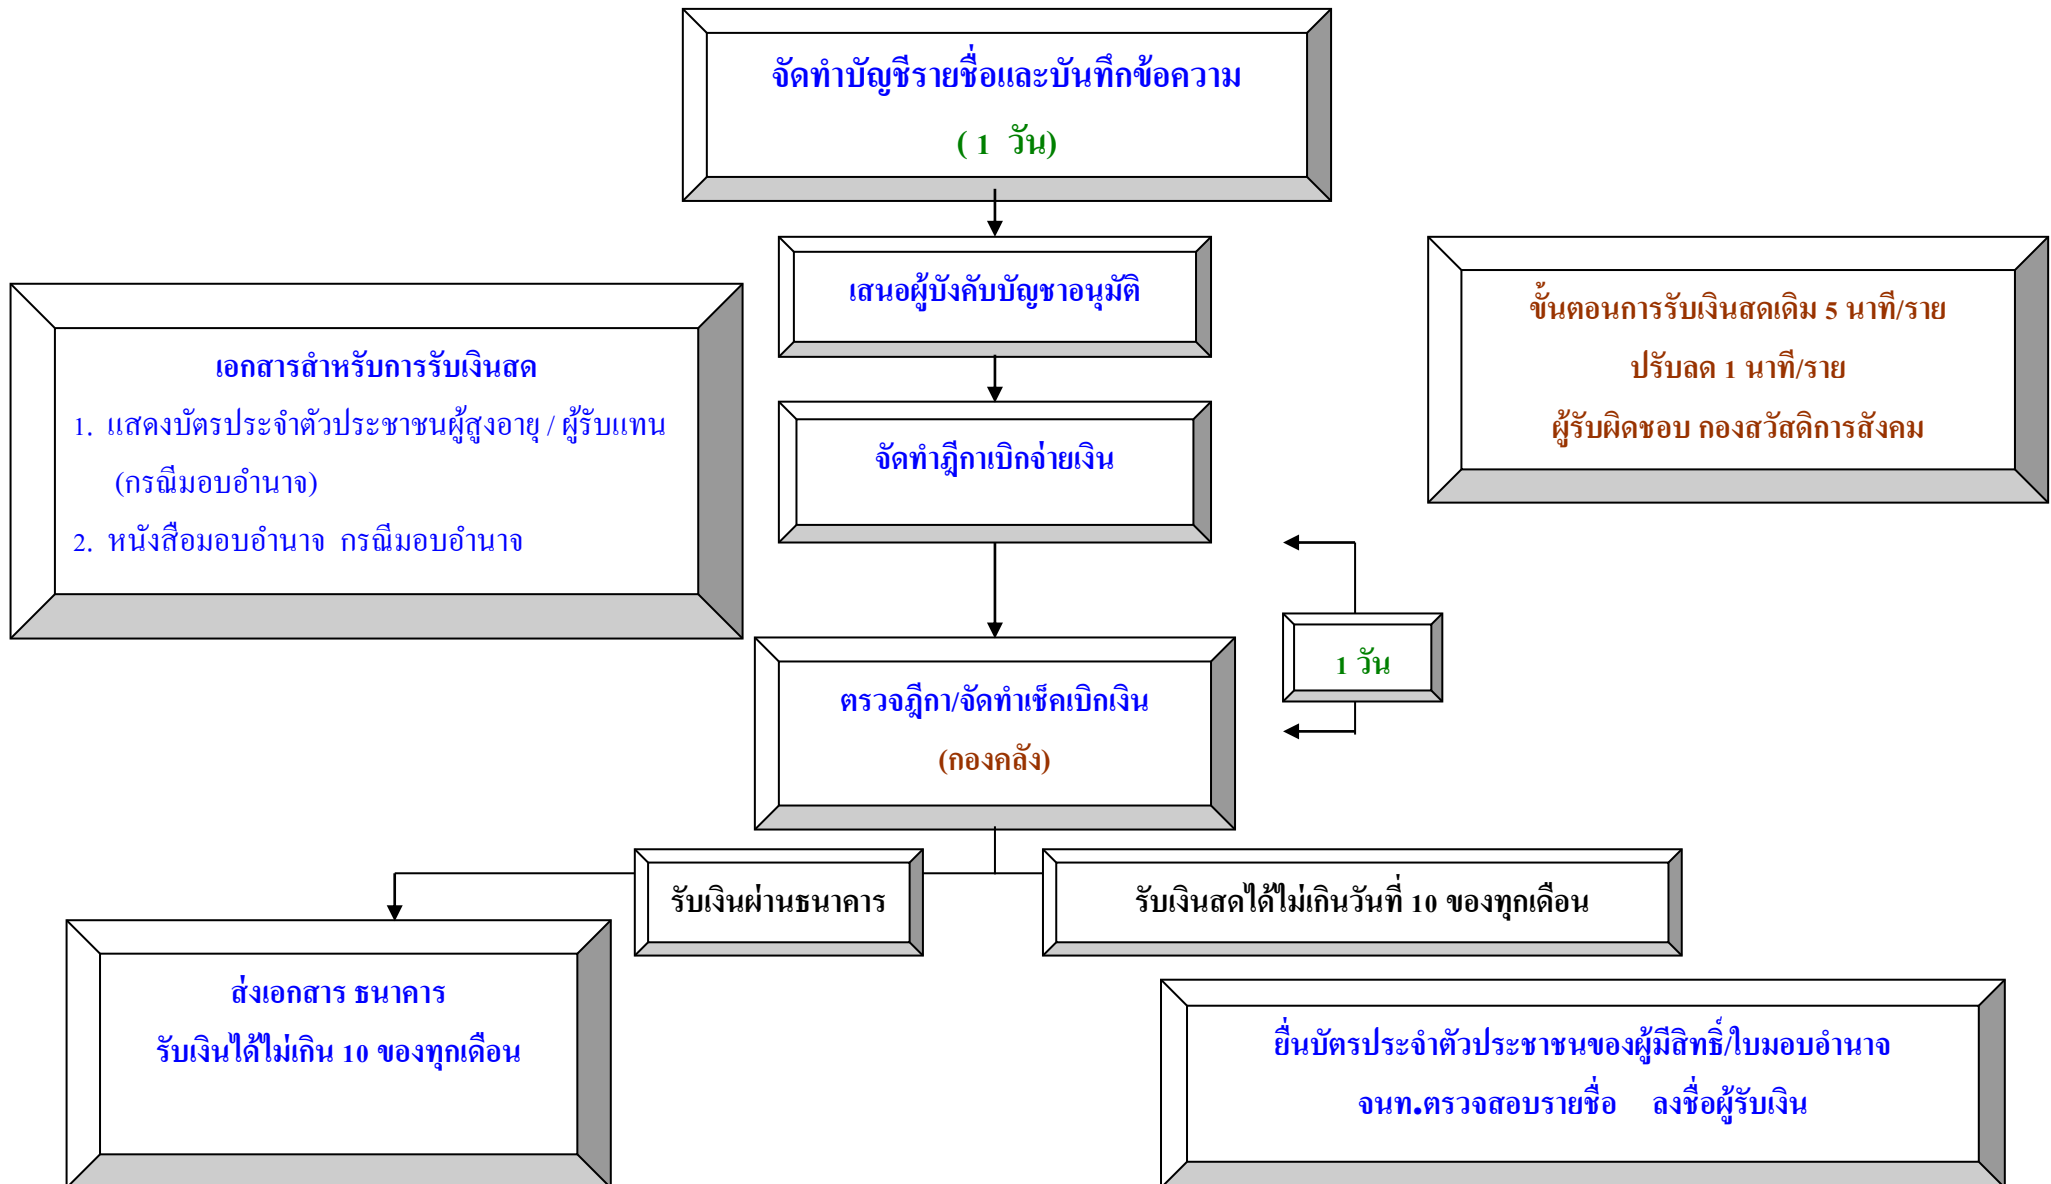 จัดทำบัญชีรายชื่อและบันทึกข้อความ
( 1 วัน)
เสนอผู้บังคับบัญชาอนุมัติ
ขั้นตอนการรับเงินสดเดิม 5 นาที/ราย
ปรับลด 1 นาที/ราย
ผู้รับผิดชอบ กองสวัสดิการสังคม
เอกสารสำหรับการรับเงินสด
1. แสดงบัตรประจำตัวประชาชนผู้สูงอายุ / ผู้รับแทน
(กรณีมอบอำนาจ)
2. หนังสือมอบอำนาจ กรณีมอบอำนาจ
จัดทำฎีกาเบิกจ่ายเงิน
1 วัน
ตรวจฎีกา/จัดทำเช็คเบิกเงิน
(กองคลัง)
รับเงินผ่านธนาคาร
รับเงินสดได้ไม่เกินวันที่ 10 ของทุกเดือน
ส่งเอกสาร ธนาคาร
รับเงินได้ไม่เกิน 10 ของทุกเดือน
ยื่นบัตรประจำตัวประชาชนของผู้มีสิทธิ์/ใบมอบอำนาจ
จนท.ตรวจสอบรายชื่อ ลงชื่อผู้รับเงิน